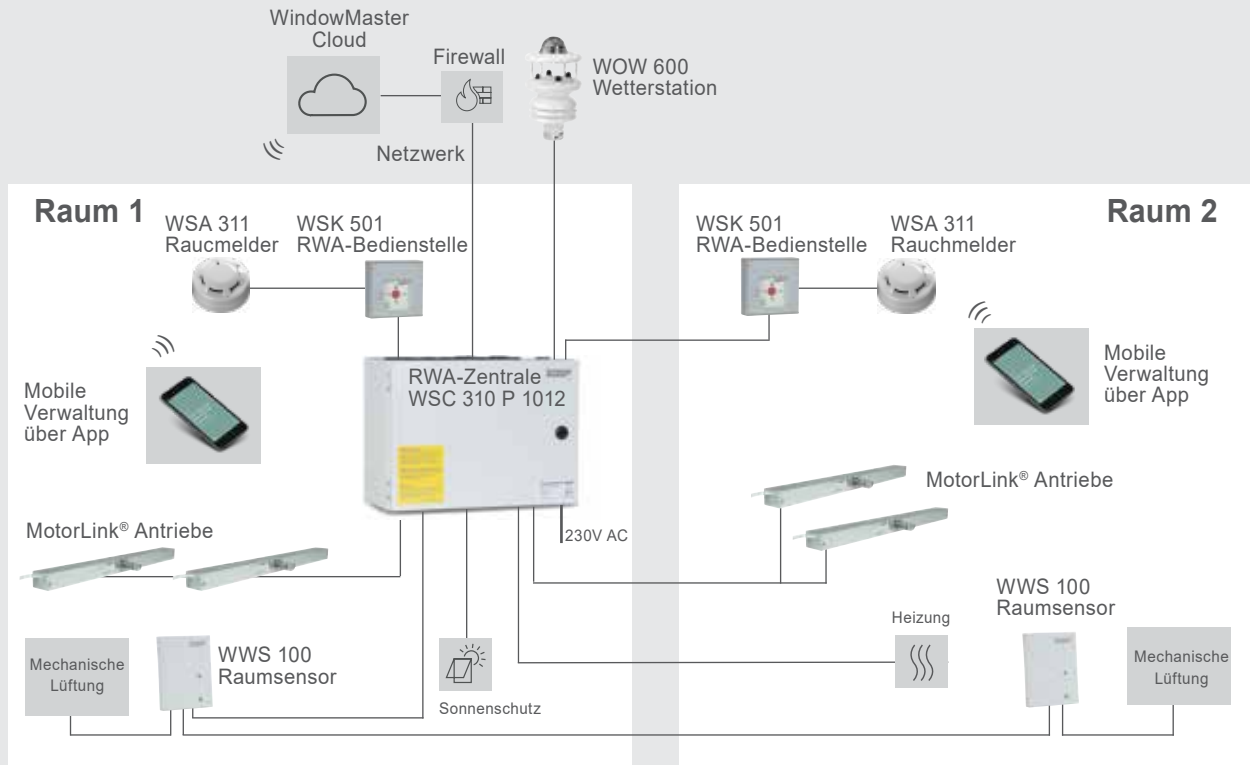 WindowMaster
Cloud
Firewall
WOW 600
Wetterstation
Netzwerk
Raum 1
WSA 311
Raucmelder
WSK 501
RWA-Bedienstelle
WSK 501
RWA-Bedienstelle
WSA 311
Rauchmelder
Raum 2
Mobile
Verwaltung
über App
RWA-Zentrale
WSC 310 P 1012
Mobile
Verwaltung
über App
MotorLink® Antriebe
230V AC
MotorLink® Antriebe
Mechanische
Lüftung
WWS 100
Raumsensor
Sonnenschutz
Heizung
WWS 100
Raumsensor
Mechanische
Lüftung